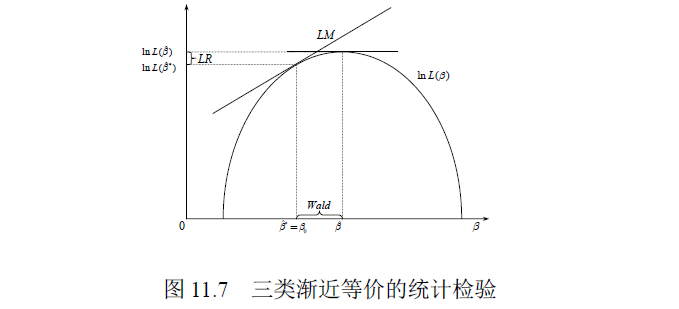 LM
ln L(β̂)
LR
ln L(β̂*)
ln L(β)
Wald
0
β̂* = β₀
β̂
β
图 11.7 三类渐近等价的统计检验